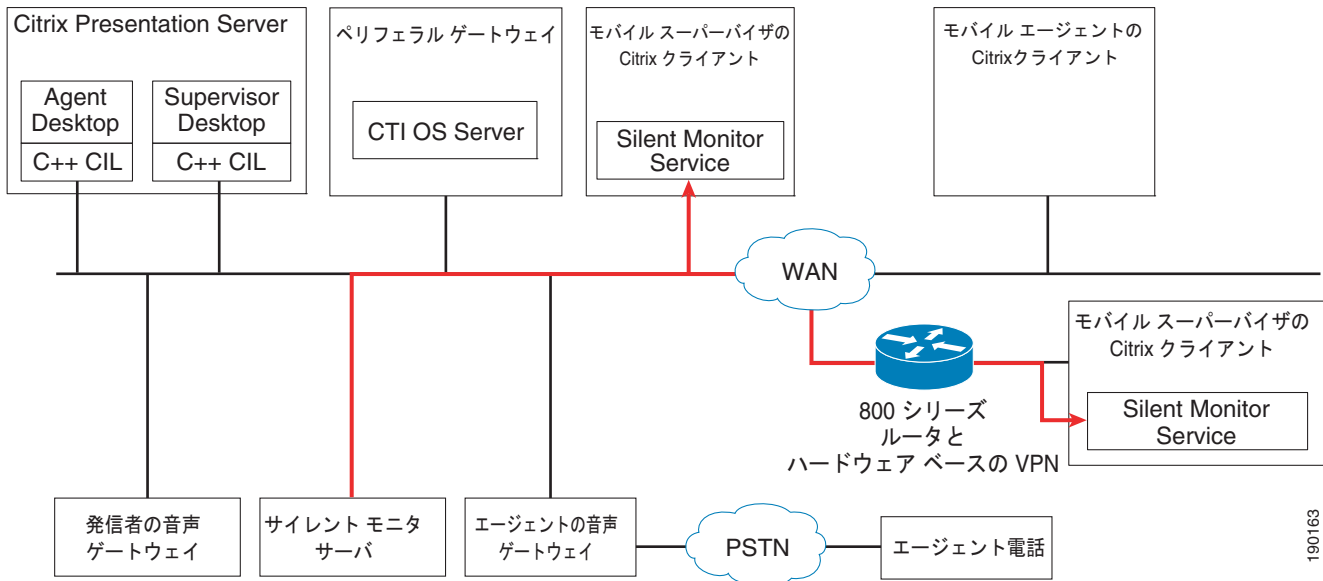 Citrix Presentation Server
Agent
Desktop
C++ CIL
Supervisor
Desktop
C++ CIL
ペリフェラル ゲートウェイ
CTI OS Server
モバイル スーパーバイザの
Citrix クライアント
Silent Monitor
Service
モバイル エージェントの
Citrixクライアント
WAN
モバイル スーパーバイザの
Citrix クライアント
Silent Monitor
Service
800 シリーズ
ルータと
ハードウェア ベースの VPN
発信者の音声
ゲートウェイ
サイレント モニタ
サーバ
エージェントの音声
ゲートウェイ
PSTN
エージェント電話
190163